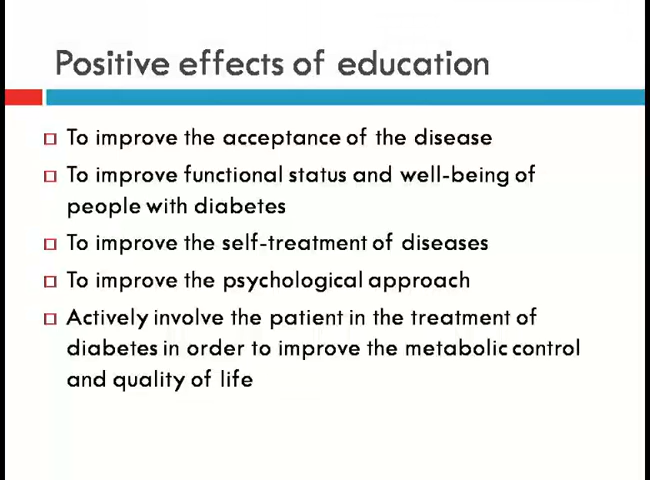 Positive effects of education
To improve the acceptance of the disease
To improve functional status and well-being of
people with diabetes
To improve the self-treatment of diseases
To improve the psychological approach
Actively involve the patient in the treatment of
diabetes in order to improve the metabolic control
and quality of life